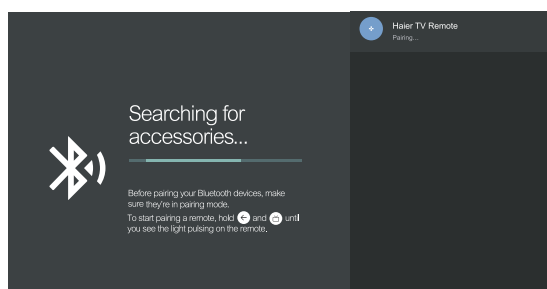 Haier TV Remote
Pairing...
Searching for
accessories...
Before pairing your Bluetooth devices, make
sure they're in pairing mode.
To start pairing a remote, hold and until
you see the light pulsing on the remote.